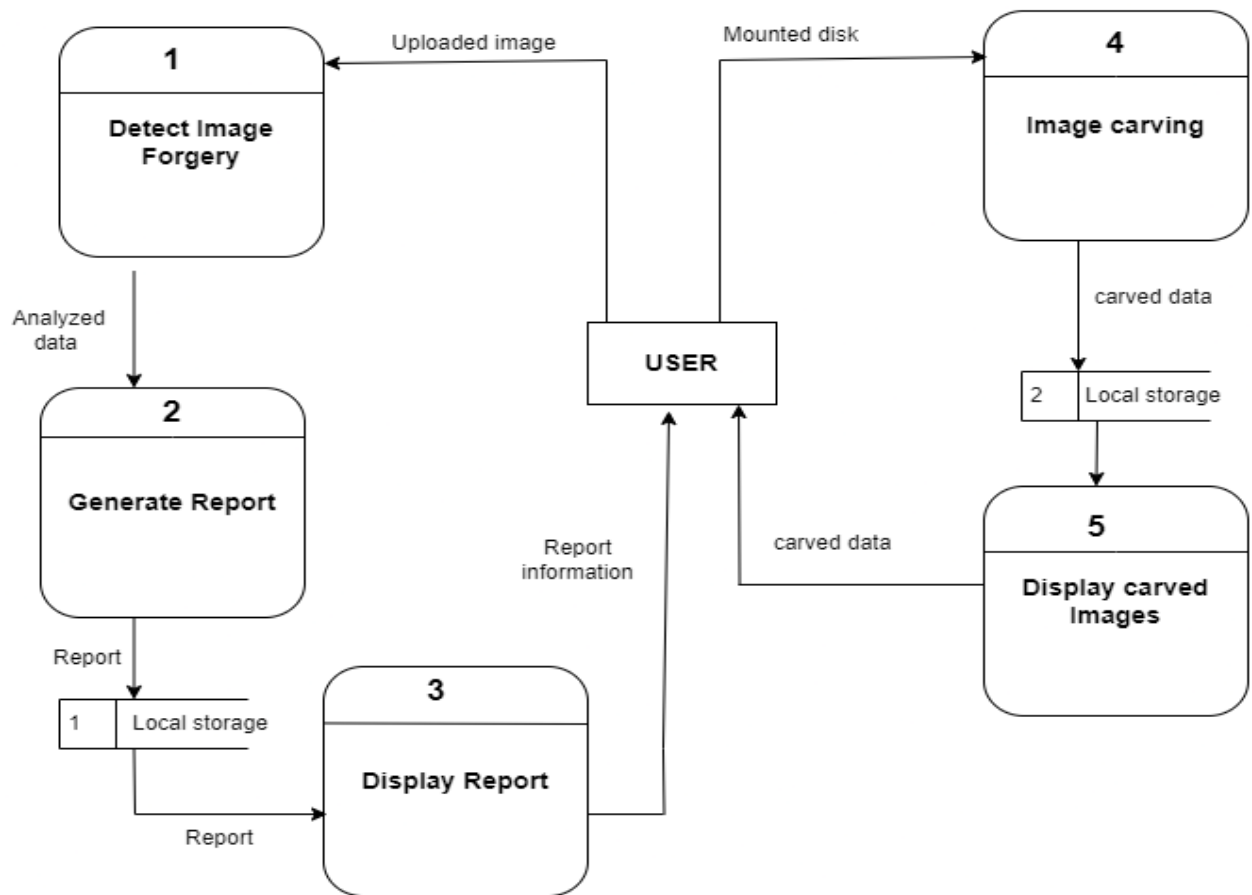 Uploaded image
Mounted disk
1
Detect Image
Forgery
4
Image carving
Analyzed
data
carved data
USER
2
Local storage
2
Generate Report
Report
information
carved data
5
Display carved
Images
Report
1
Local storage
3
Display Report
Report